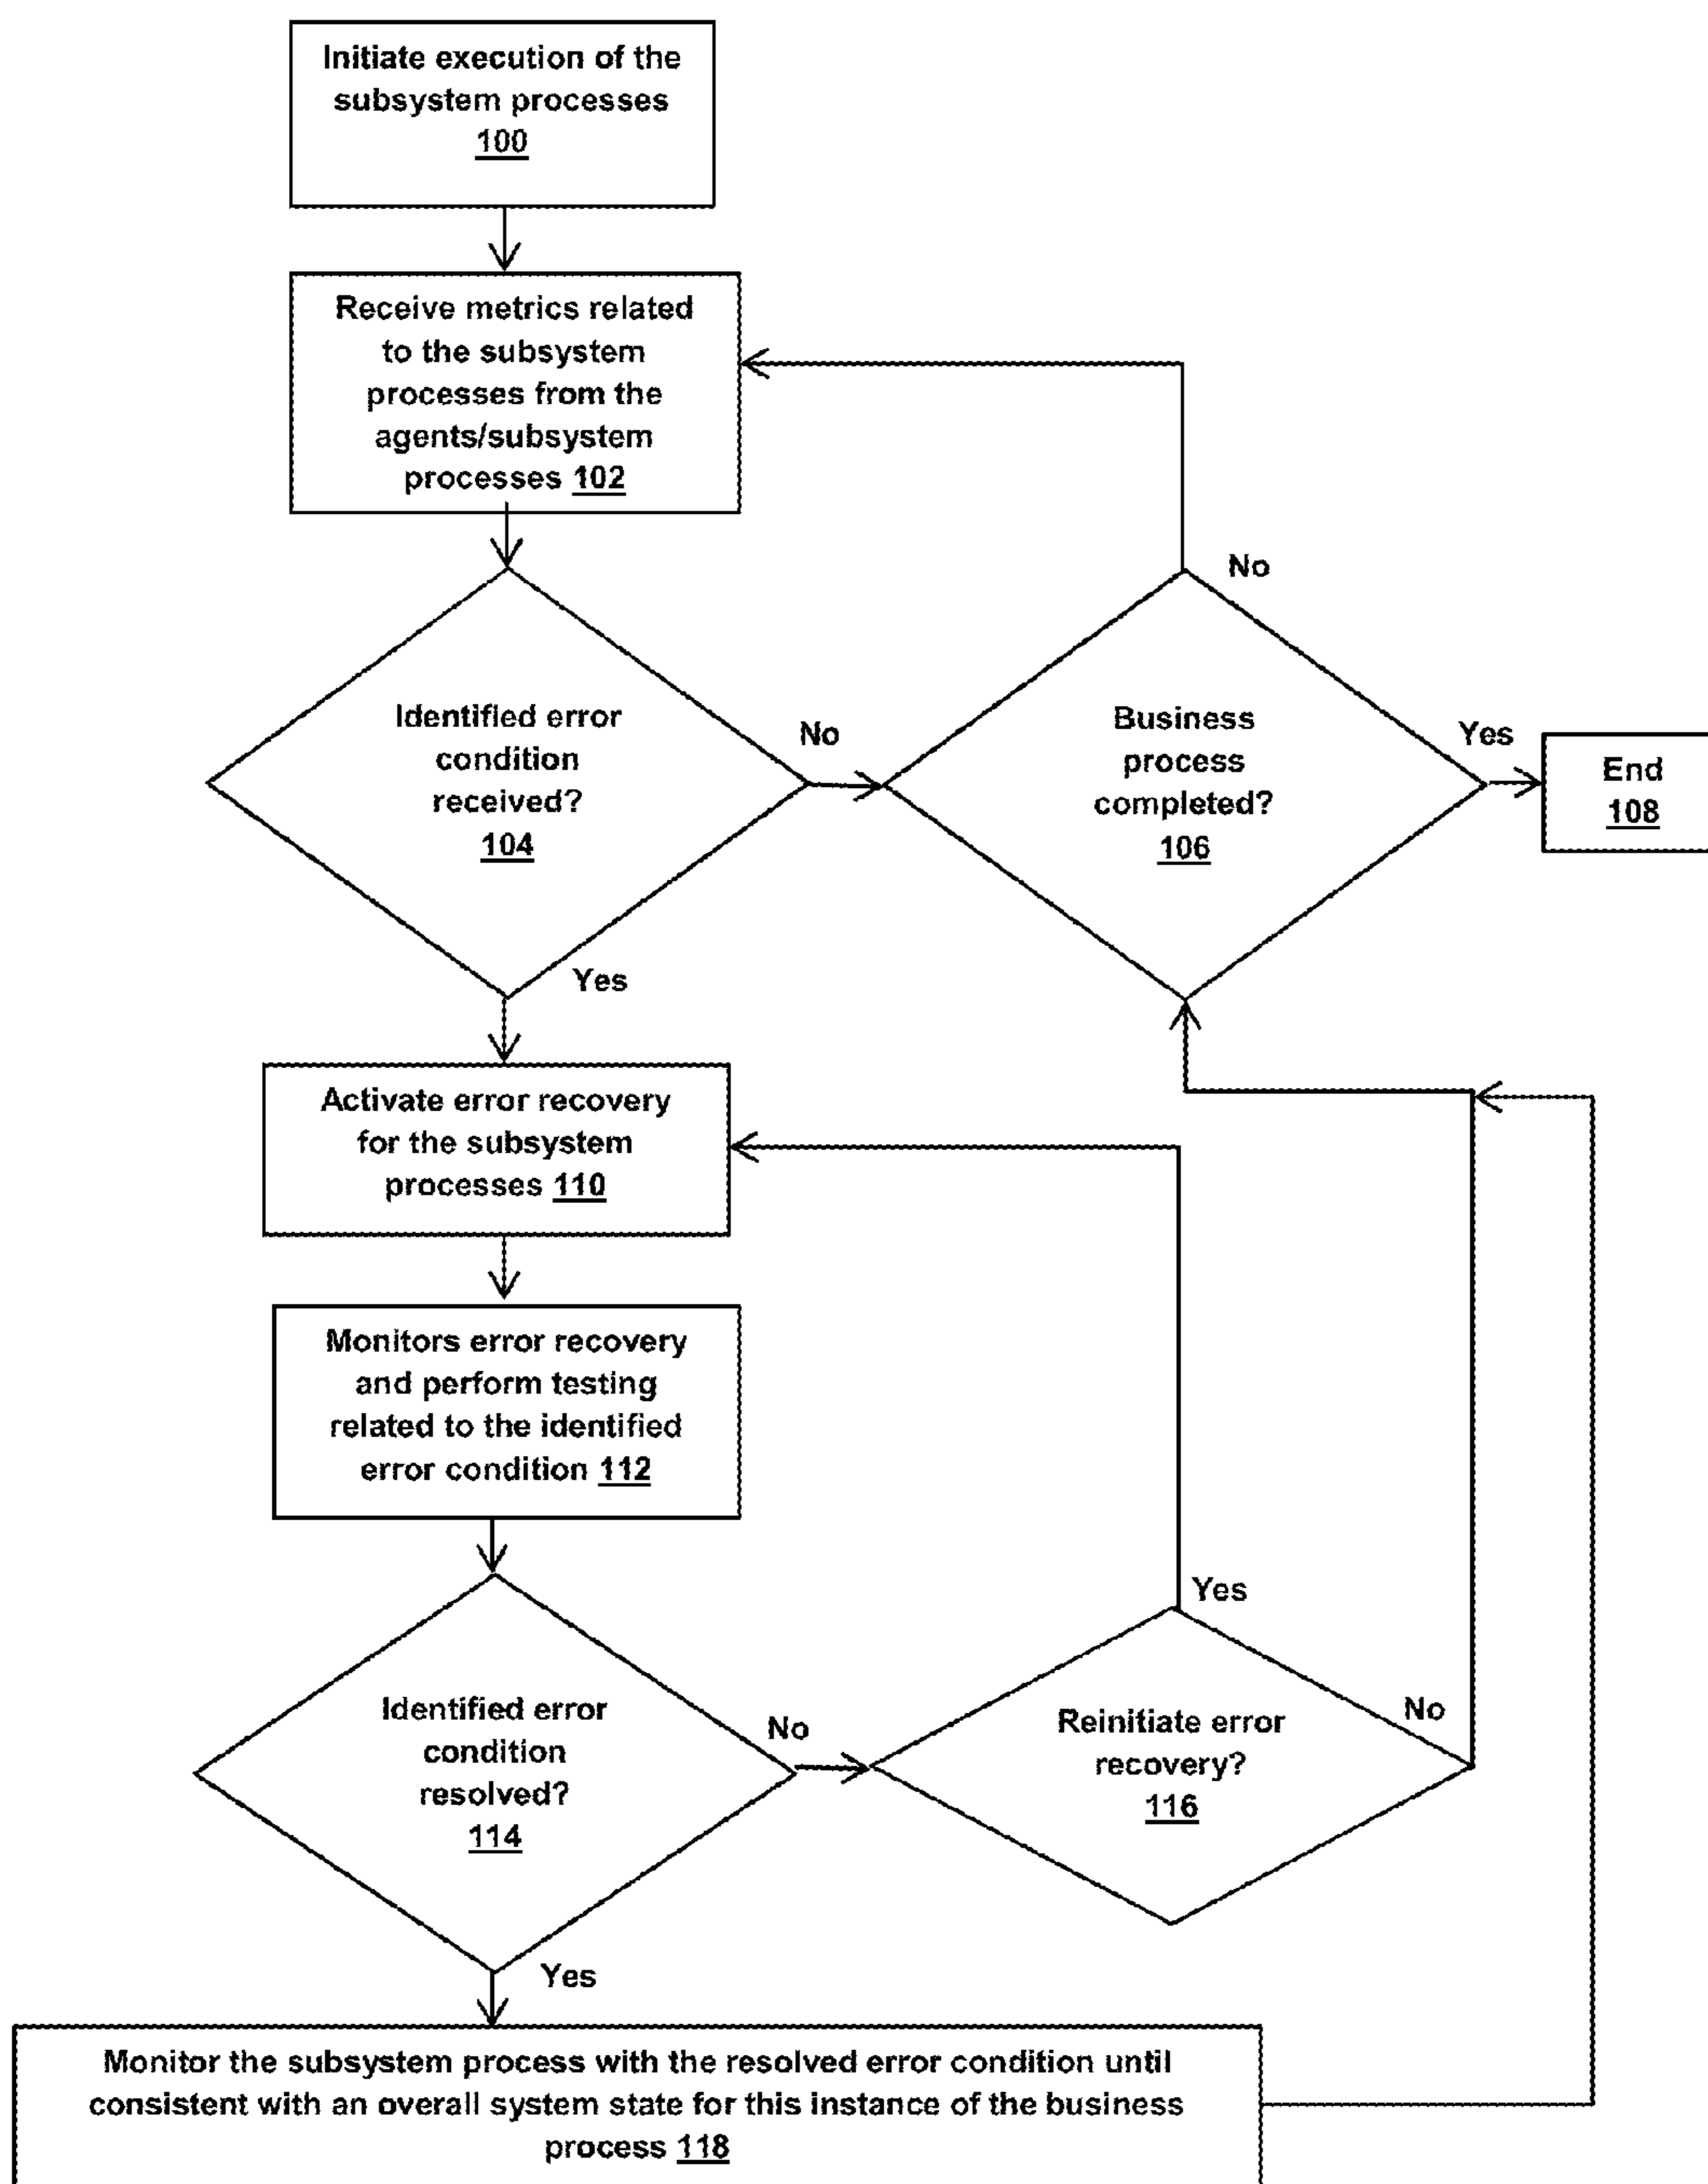 Initiate execution of the
subsystem processes
100
Receive metrics related
to the subsystem
processes from the
agents/subsystem
processes 102
No
Identified error
condition
received?
104
No
Business
process
completed?
106
Yes
End
108
Yes
Activate error recovery
for the subsystem
processes 110
Monitors error recovery
and perform testing
related to the identified
error condition 112
Yes
Identified error
condition
resolved?
114
No
Reinitiate error
recovery?
116
No
Yes
Monitor the subsystem process with the resolved error condition until
consistent with an overall system state for this instance of the business
process 118